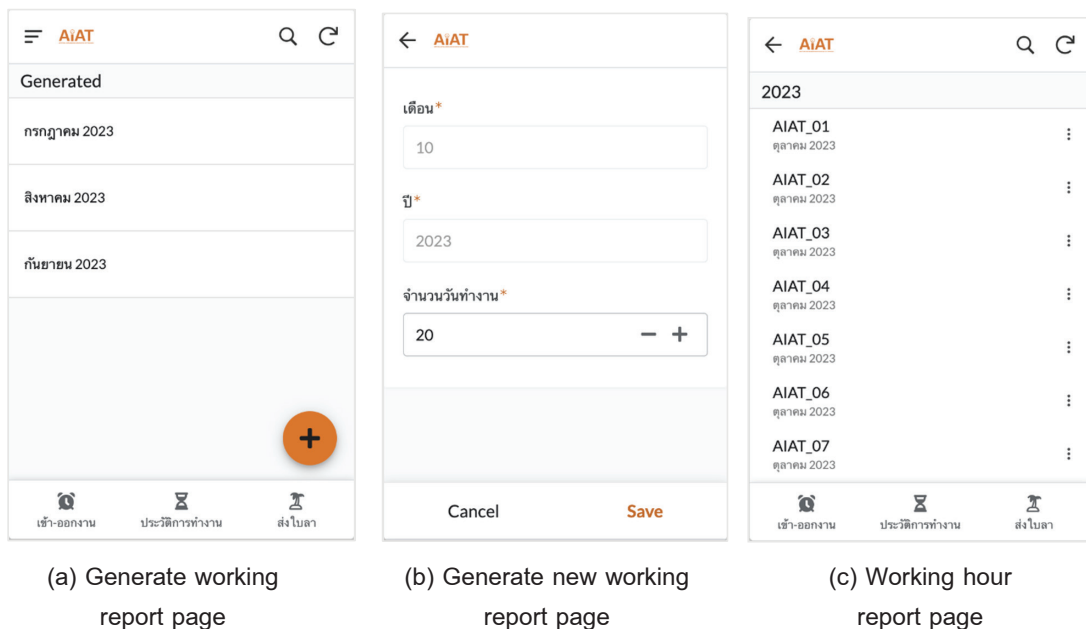 AIAT
Generated
กรกฎาคม 2023
สิงหาคม 2023
กันยายน 2023
เข้า-ออกงาน ประวัติการทำงาน ส่งใบลา
(a) Generate working
report page
AIAT
เดือน*
10
ปี*
2023
จำนวนวันทำงาน*
20
Cancel Save
(b) Generate new working
report page
AIAT
2023
AIAT_01
ตุลาคม 2023
AIAT_02
ตุลาคม 2023
AIAT_03
ตุลาคม 2023
AIAT_04
ตุลาคม 2023
AIAT_05
ตุลาคม 2023
AIAT_06
ตุลาคม 2023
AIAT_07
ตุลาคม 2023
เข้า-ออกงาน ประวัติการทำงาน ส่งใบลา
(c) Working hour
report page